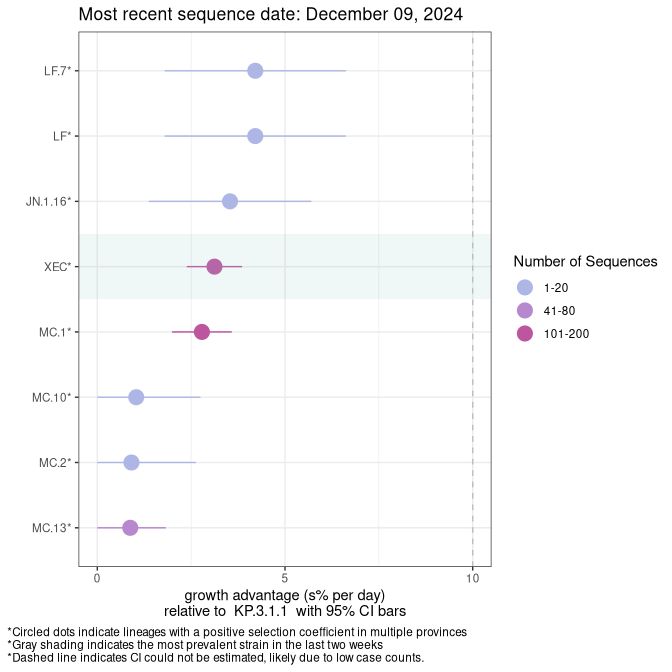 Most recent sequence date: December 09, 2024
LF.7*
LF*
JN.1.16*
XEC*
MC.1*
MC.10*
MC.2*
MC.13*
0 5 10
growth advantage (s% per day)
relative to  KP.3.1.1  with 95% CI bars
Number of Sequences
1-20
41-80
101-200
*Circled dots indicate lineages with a positive selection coefficient in multiple provinces
*Gray shading indicates the most prevalent strain in the last two weeks
*Dashed line indicates CI could not be estimated, likely due to low case counts.